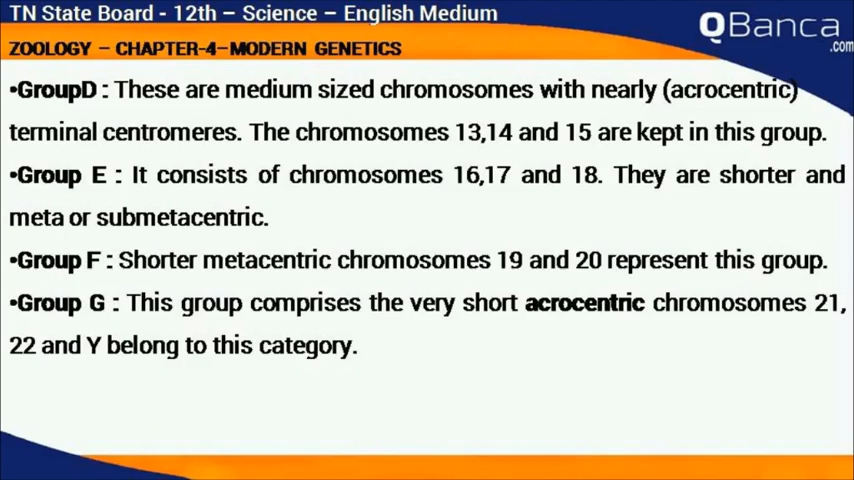 TN State Board - 12th – Science – English Medium
QBanca
.com
ZOOLOGY – CHAPTER-4–MODERN GENETICS
•GroupD : These are medium sized chromosomes with nearly (acrocentric)
terminal centromeres. The chromosomes 13,14 and 15 are kept in this group.
•Group E : It consists of chromosomes 16,17 and 18. They are shorter and
meta or submetacentric.
•Group F : Shorter metacentric chromosomes 19 and 20 represent this group.
•Group G : This group comprises the very short acrocentric chromosomes 21,
22 and Y belong to this category.